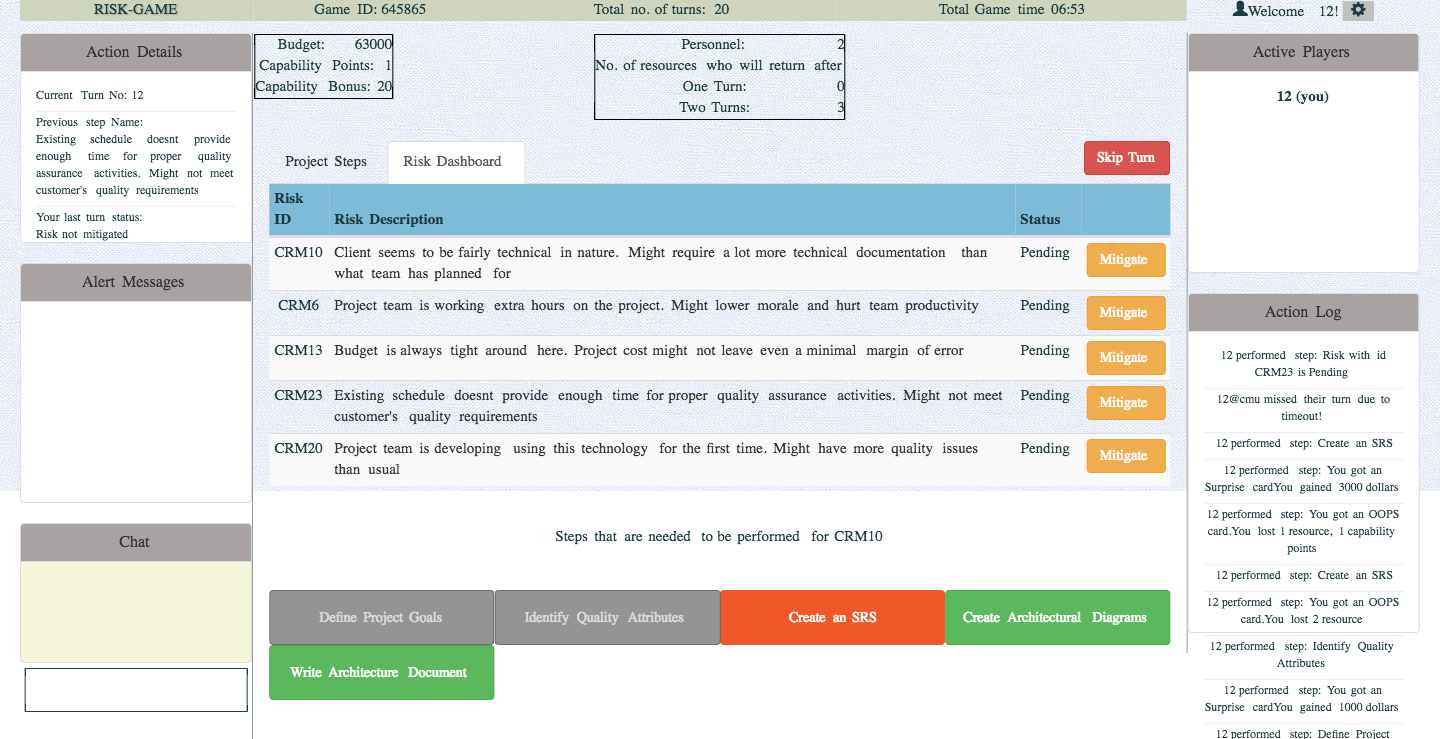 RISK-GAME
Game ID: 645865
Total no. of turns: 20
Total Game time 06:53
Welcome 12!
Action Details
Current Turn No: 12
Previous step Name:
Existing schedule doesnt provide
enough time for proper quality
assurance activities. Might not meet
customer's quality requirements
Your last turn status:
Risk not mitigated
Alert Messages
Chat
Budget: 63000
Capability Points: 1
Capability Bonus: 20
Personnel: 2
No. of resources who will return after
One Turn: 0
Two Turns: 3
Project Steps
Risk Dashboard
Skip Turn
Risk
ID
Risk Description
Status
CRM10
Client seems to be fairly technical in nature. Might require a lot more technical documentation than
what team has planned for
Pending
Mitigate
CRM6
Project team is working extra hours on the project. Might lower morale and hurt team productivity
Pending
Mitigate
CRM13
Budget is always tight around here. Project cost might not leave even a minimal margin of error
Pending
Mitigate
CRM23
Existing schedule doesnt provide enough time for proper quality assurance activities. Might not meet
customer's quality requirements
Pending
Mitigate
CRM20
Project team is developing using this technology for the first time. Might have more quality issues
than usual
Pending
Mitigate
Steps that are needed to be performed for CRM10
Define Project Goals
Identify Quality Attributes
Create an SRS
Create Architectural Diagrams
Write Architecture Document
Active Players
12 (you)
Action Log
12 performed step: Risk with id
CRM23 is Pending
12@cmu missed their turn due to
timeout!
12 performed step: Create an SRS
12 performed step: You got an
Surprise cardYou gained 3000 dollars
12 performed step: You got an OOPS
card.You lost 1 resource, 1 capability
points
12 performed step: Create an SRS
12 performed step: You got an OOPS
card.You lost 2 resource
12 performed step: Identify Quality
Attributes
12 performed step: You got an
Surprise cardYou gained 1000 dollars
12 performed step: Define Project